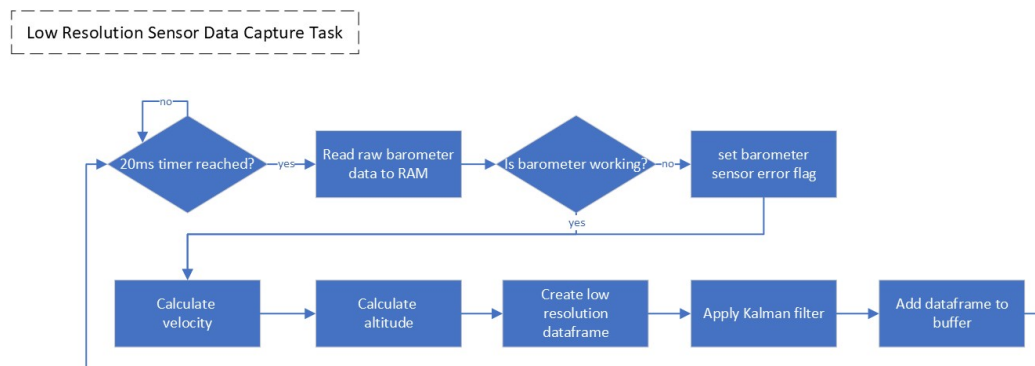 Low Resolution Sensor Data Capture Task
no
20ms timer reached?
yes
Read raw barometer
data to RAM
Is barometer working?
no
set barometer
sensor error flag
yes
Calculate
velocity
Calculate
altitude
Create low
resolution
dataframe
Apply Kalman filter
Add dataframe to
buffer